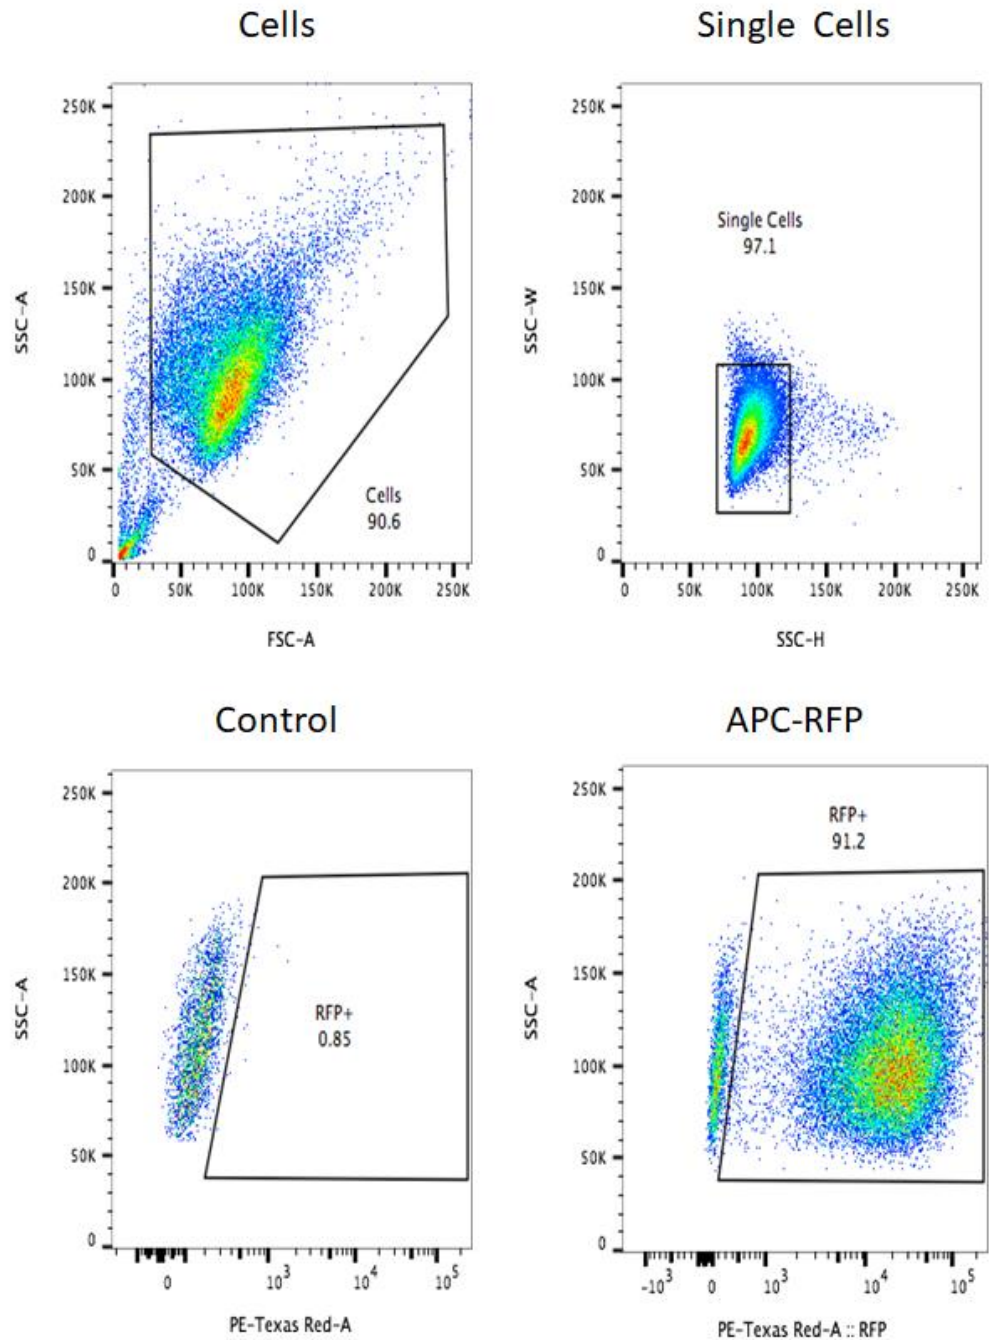 Cells
250K
200K
150K
100K
50K
0
SSC-A
Cells
90.6
0 50K 100K 150K 200K 250K
FSC-A
Single Cells
250K
200K
150K
100K
50K
0
SSC-W
Single Cells
97.1
0 50K 100K 150K 200K 250K
SSC-H
Control
250K
200K
150K
100K
50K
0
SSC-A
RFP+
0.85
0 10³ 10⁴ 10⁵
PE-Texas Red-A
APC-RFP
250K
200K
150K
100K
50K
0
SSC-A
RFP+
91.2
-10³ 0 10³ 10⁴ 10⁵
PE-Texas Red-A :: RFP